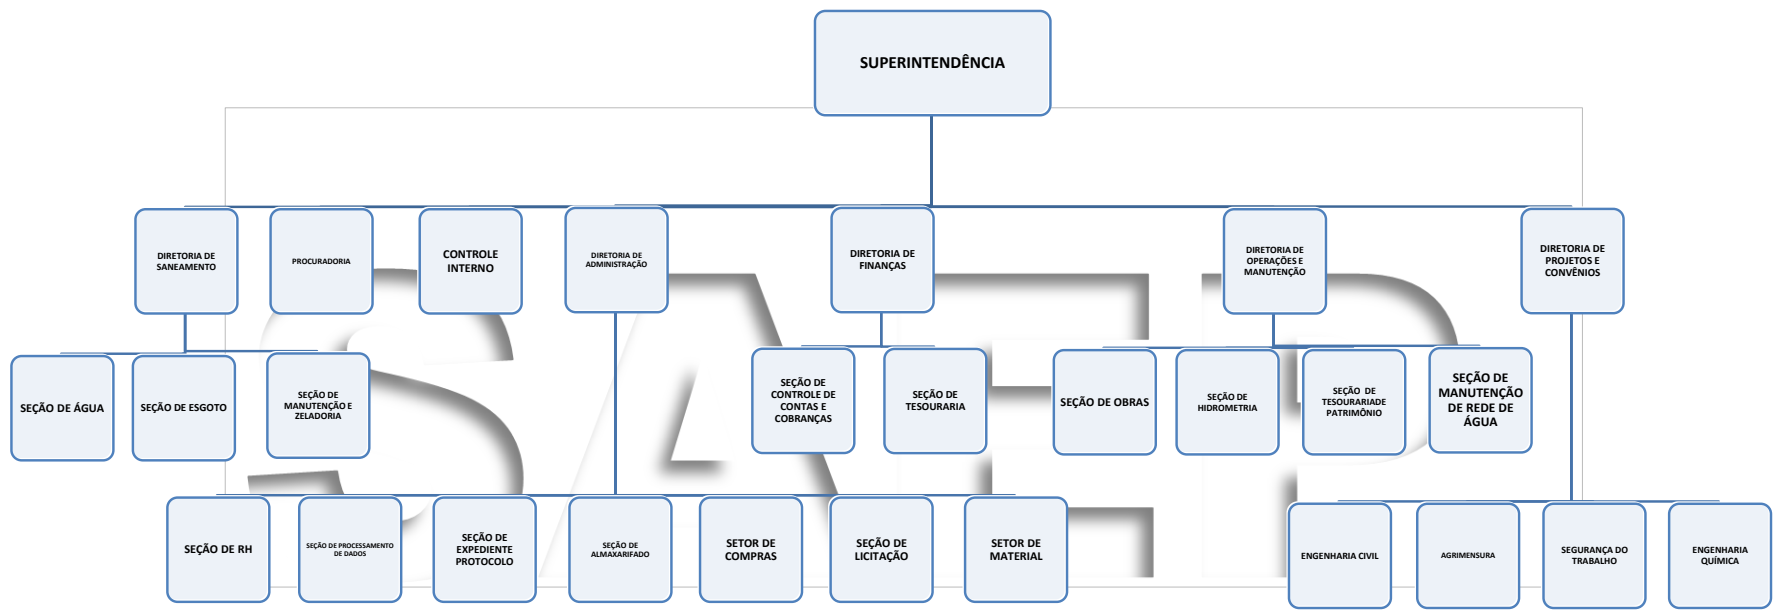 SUPERINTENDÊNCIA
DIRETORIA DE
SANEAMENTO
PROCURADORIA
CONTROLE
INTERNO
DIRETORIA DE
ADMINISTRAÇÃO
DIRETORIA DE
FINANÇAS
DIRETORIA DE
OPERAÇÕES E
MANUTENÇÃO
DIRETORIA DE
PROJETOS E
CONVÊNIOS
SEÇÃO DE ÁGUA
SEÇÃO DE ESGOTO
SEÇÃO DE
MANUTENÇÃO E
ZELADORIA
SEÇÃO DE
CONTROLE DE
CONTAS E
COBRANÇAS
SEÇÃO DE
TESOURARIA
SEÇÃO DE OBRAS
SEÇÃO DE
HIDROMETRIA
SEÇÃO DE
TESOURARIADE
PATRIMÔNIO
SEÇÃO DE
MANUTENÇÃO
DE REDE DE
ÁGUA
SEÇÃO DE RH
SEÇÃO DE PROCESSAMENTO
DE DADOS
SEÇÃO DE
EXPEDIENTE
PROTOCOLO
SEÇÃO DE
ALMAXARIFADO
SETOR DE
COMPRAS
SEÇÃO DE
LICITAÇÃO
SETOR DE
MATERIAL
ENGENHARIA CIVIL
AGRIMENSURA
SEGURANÇA DO
TRABALHO
ENGENHARIA
QUÍMICA
SAEP